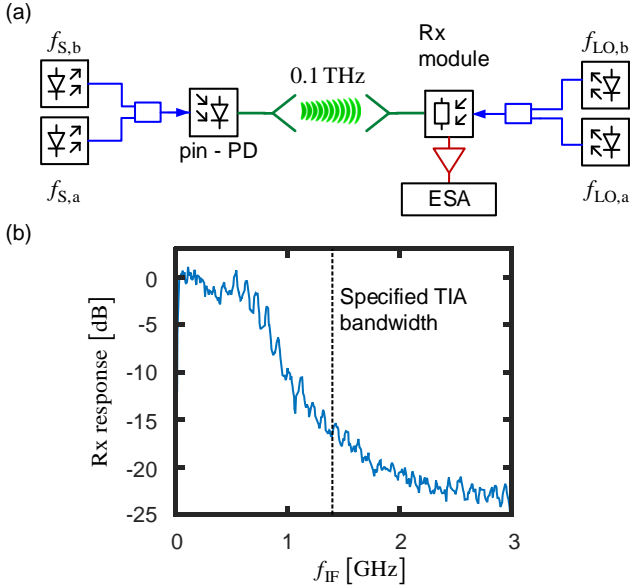 (a)
f_S,b
Rx
module
f_LO,b
0.1 THz
pin - PD
f_S,a
ESA
f_LO,a
(b)
0
-5
-10
-15
-20
-25
Rx response [dB]
Specified TIA
bandwidth
0
1
2
3
f_IF [GHz]